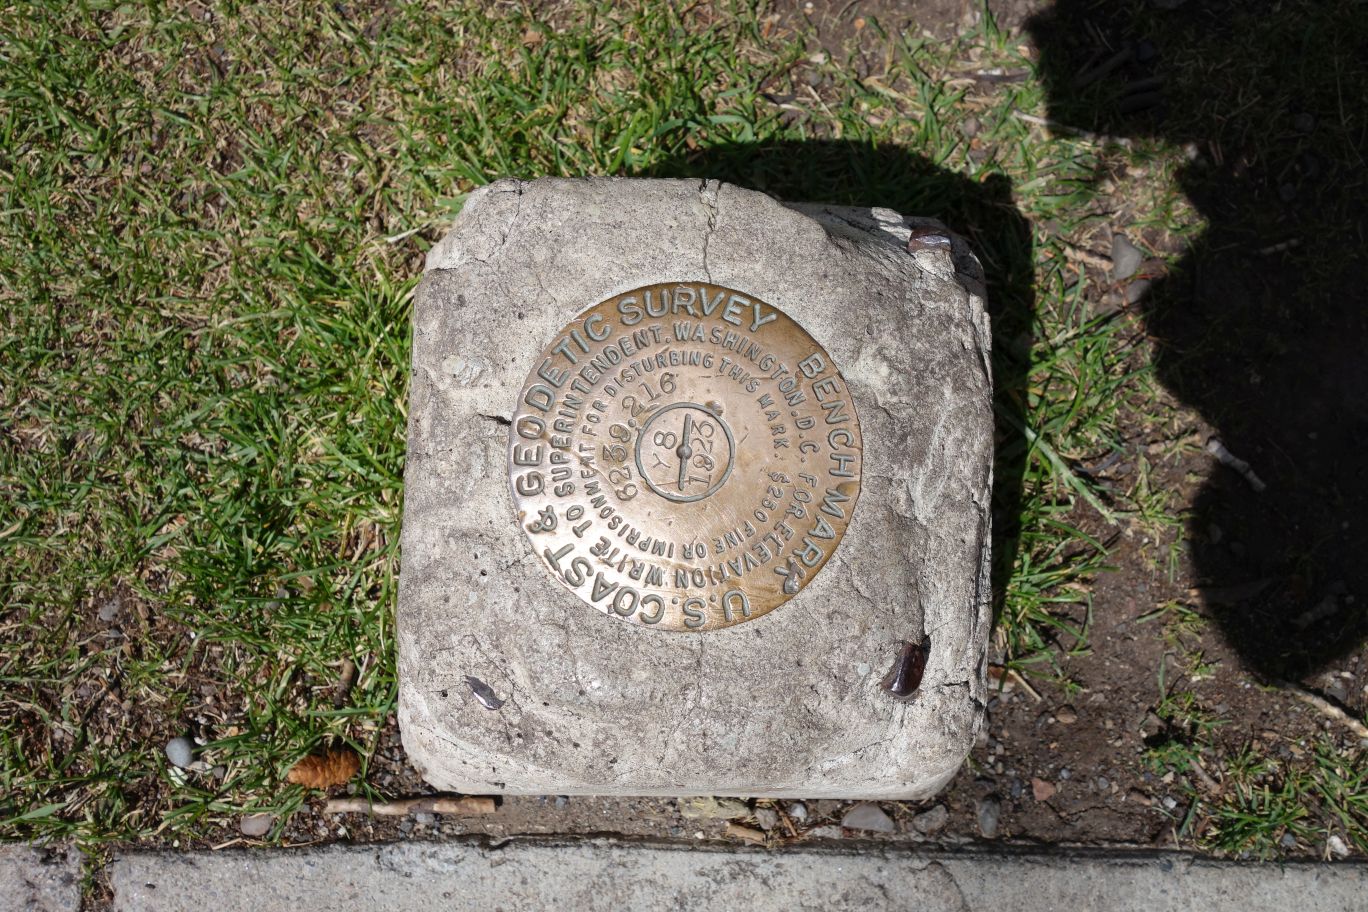 U.S. COAST & GEODETIC SURVEY BENCH MARK
FOR ELEVATION WRITE TO SUPERINTENDENT, WASHINGTON, D.C.
$250 FINE OR IMPRISONMENT FOR DISTURBING THIS MARK.
6239.216
Y 8
1923